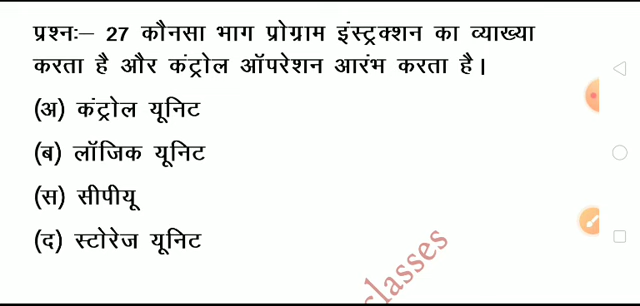 प्रश्नः– 27 कौनसा भाग प्रोग्राम इंस्ट्रक्शन का व्याख्या
करता है और कंट्रोल ऑपरेशन आरंभ करता है।
(अ) कंट्रोल यूनिट
(ब) लॉजिक यूनिट
(स) सीपीयू
(द) स्टोरेज यूनिट
classes